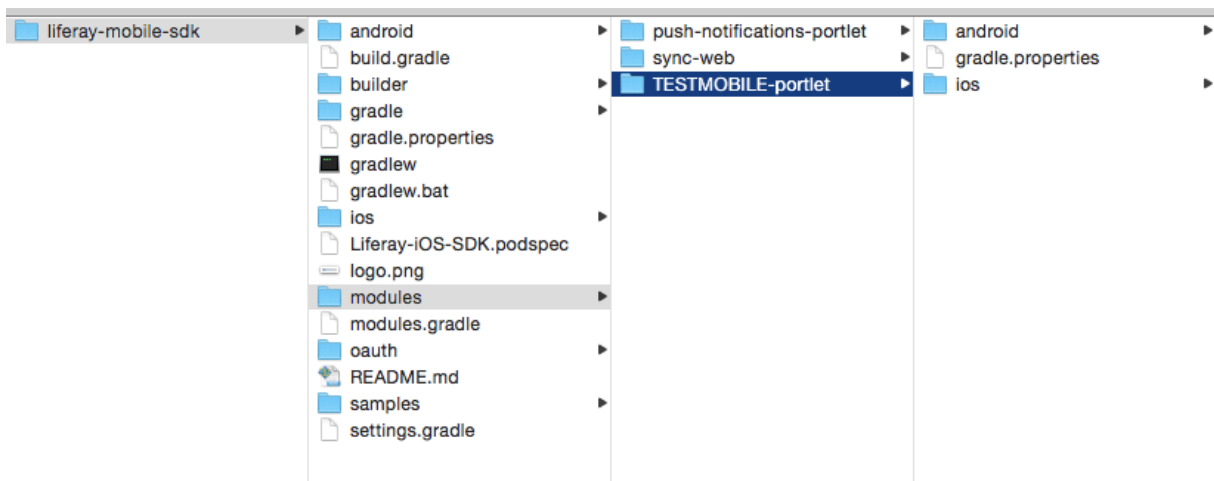 liferay-mobile-sdk
android
build.gradle
builder
gradle
gradle.properties
gradlew
gradlew.bat
ios
Liferay-iOS-SDK.podspec
logo.png
modules
modules.gradle
oauth
README.md
samples
settings.gradle
push-notifications-portlet
sync-web
TESTMOBILE-portlet
android
gradle.properties
ios